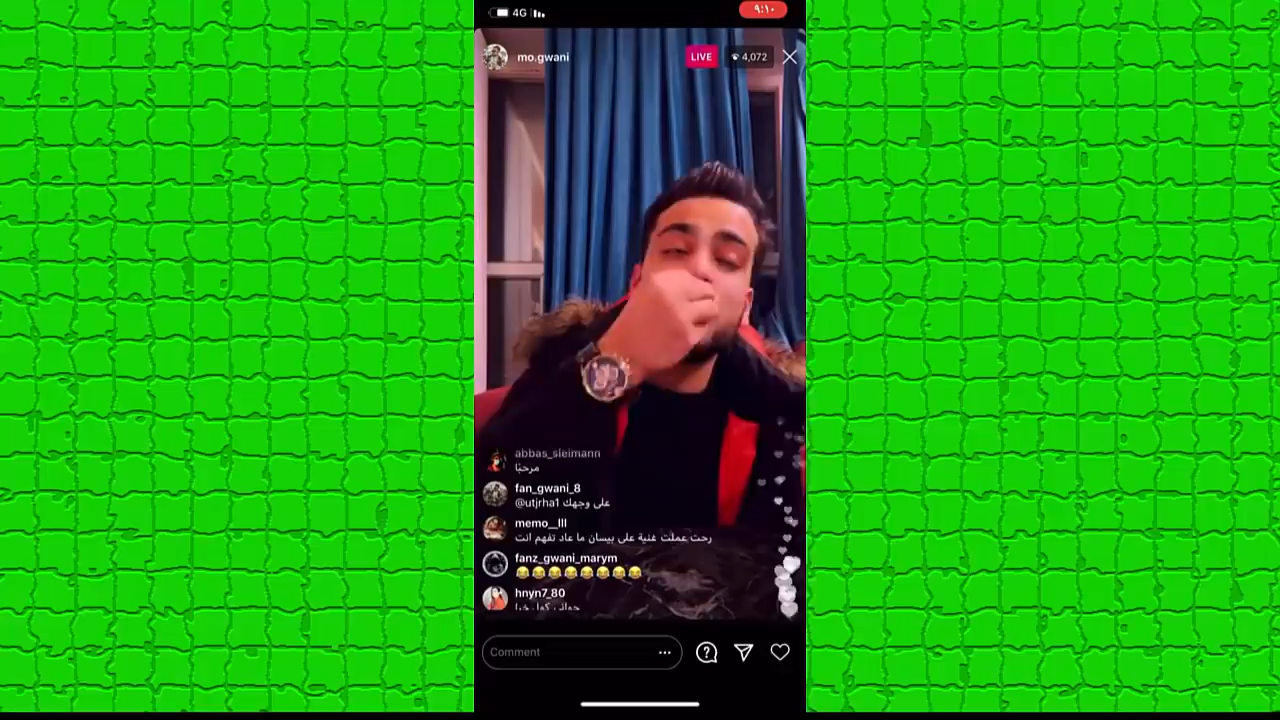 4G
٩:١٠
mo.gwani
LIVE
4,072
abbas_sleimann
مرحبًا
fan_gwani_8
@utjrha1 على وجهك
memo__lll
رحت عملت غنية على بيسان ما عاد تفهم انت
fanz_gwani_marym
😂😂😂😂😂😂😂😂
hnyn7_80
Comment